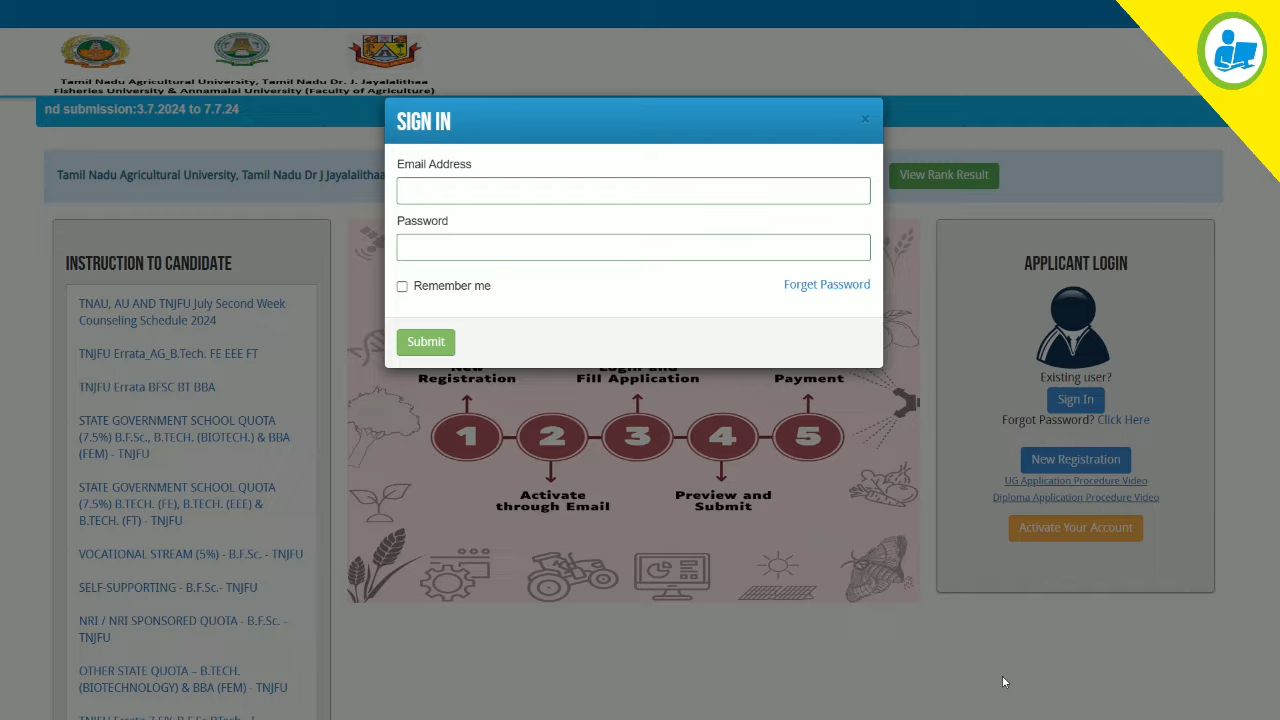 Tamil Nadu Agricultural University, Tamil Nadu Dr. J. Jayalalithaa
Fisheries University & Annamalai University (Faculty of Agriculture)
nd submission:3.7.2024 to 7.7.24
SIGN IN
×
Email Address
Password
Remember me
Forget Password
Submit
Tamil Nadu Agricultural University, Tamil Nadu Dr J Jayalalithaa
View Rank Result
INSTRUCTION TO CANDIDATE
TNAU, AU AND TNJFU July Second Week
Counseling Schedule 2024
TNJFU Errata_AG_B.Tech. FE EEE FT
TNJFU Errata BFSC BT BBA
STATE GOVERNMENT SCHOOL QUOTA
(7.5%) B.F.Sc., B.TECH. (BIOTECH.) & BBA
(FEM) - TNJFU
STATE GOVERNMENT SCHOOL QUOTA
(7.5%) B.TECH. (FE), B.TECH. (EEE) &
B.TECH. (FT) - TNJFU
VOCATIONAL STREAM (5%) - B.F.Sc. - TNJFU
SELF-SUPPORTING - B.F.Sc.- TNJFU
NRI / NRI SPONSORED QUOTA - B.F.Sc. -
TNJFU
OTHER STATE QUOTA – B.TECH.
(BIOTECHNOLOGY) & BBA (FEM) - TNJFU
New
Registration
Login and
Fill Application
Payment
1
2
3
4
5
Activate
through Email
Preview and
Submit
APPLICANT LOGIN
Existing user?
Sign In
Forgot Password? Click Here
New Registration
UG Application Procedure Video
Diploma Application Procedure Video
Activate Your Account